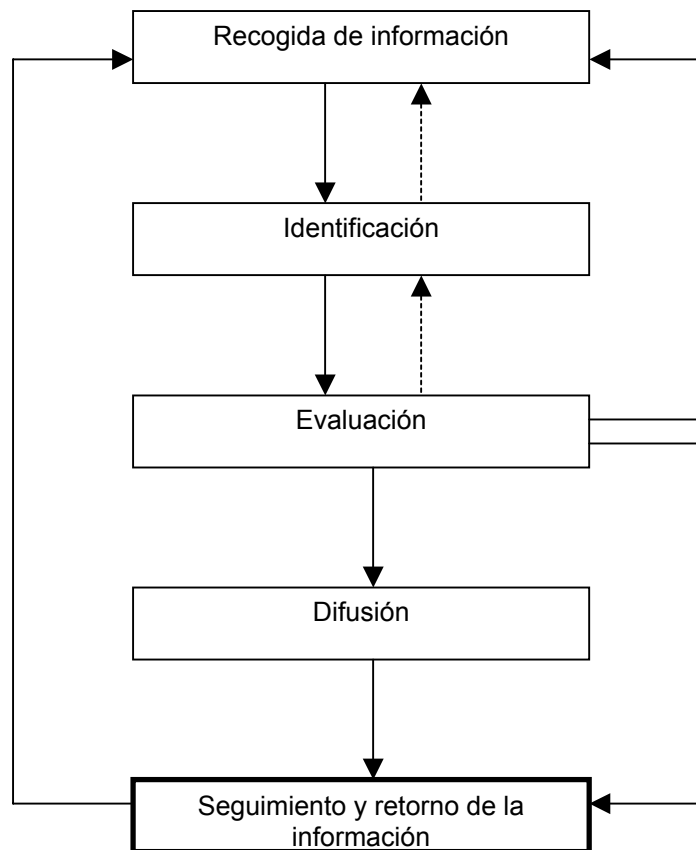 Recogida de información
Identificación
Evaluación
Difusión
Seguimiento y retorno de la
información